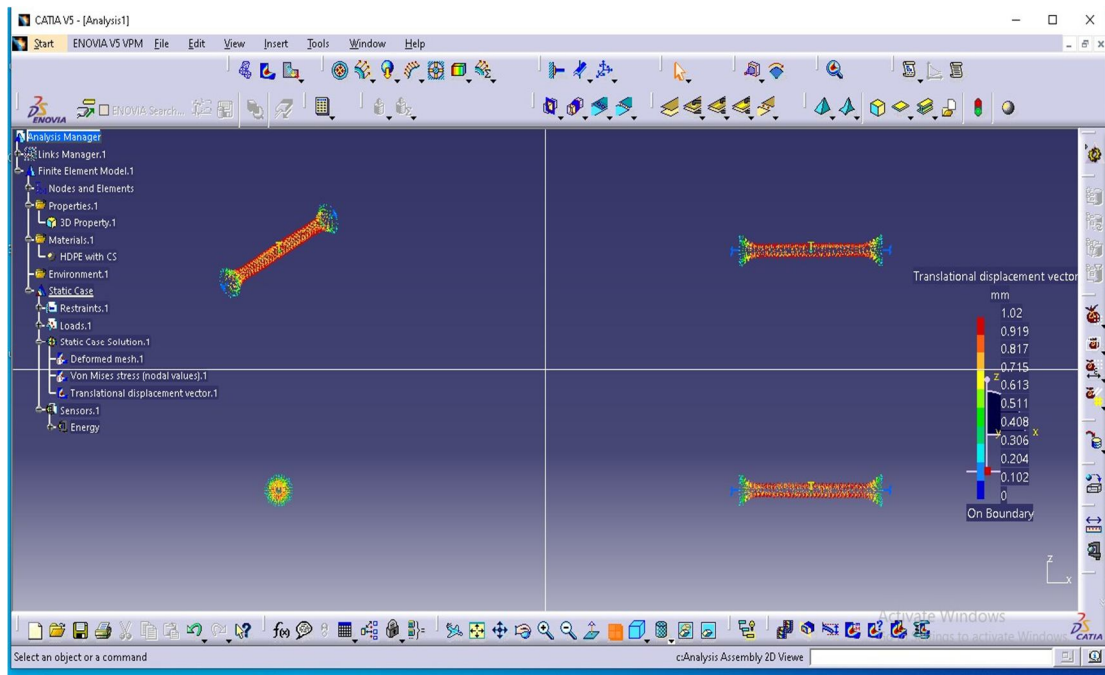 CATIA V5 - [Analysis1]
Start ENOVIA V5 VPM File Edit View Insert Tools Window Help
ENOVIA
ENOVIA Search...
Analysis Manager
Links Manager.1
Finite Element Model.1
Nodes and Elements
Properties.1
3D Property.1
Materials.1
HDPE with CS
Environment.1
Static Case
Restraints.1
Loads.1
Static Case Solution.1
Deformed mesh.1
Von Mises stress (nodal values).1
Translational displacement vector.1
Sensors.1
Energy
Translational displacement vector
mm
1.02
0.919
0.817
0.715
0.613
0.511
0.408
0.306
0.204
0.102
0
On Boundary
z
x
y
z
x
Activate Windows
to activate Windows
CATIA
Select an object or a command
c:Analysis Assembly 2D Viewe